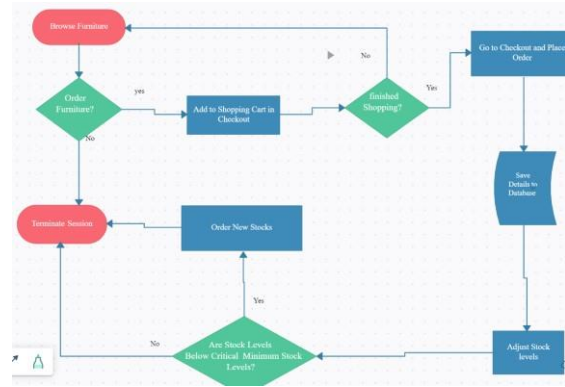 Browse Furniture
No
Go to Checkout and Place
Order
Order
Furniture?
yes
Add to Shopping Cart in
Checkout
finished
Shopping?
Yes
No
Save
Details to
Database
Terminate Session
Order New Stocks
Yes
Are Stock Levels
Below Critical Minimum Stock
Levels?
No
Adjust Stock
levels